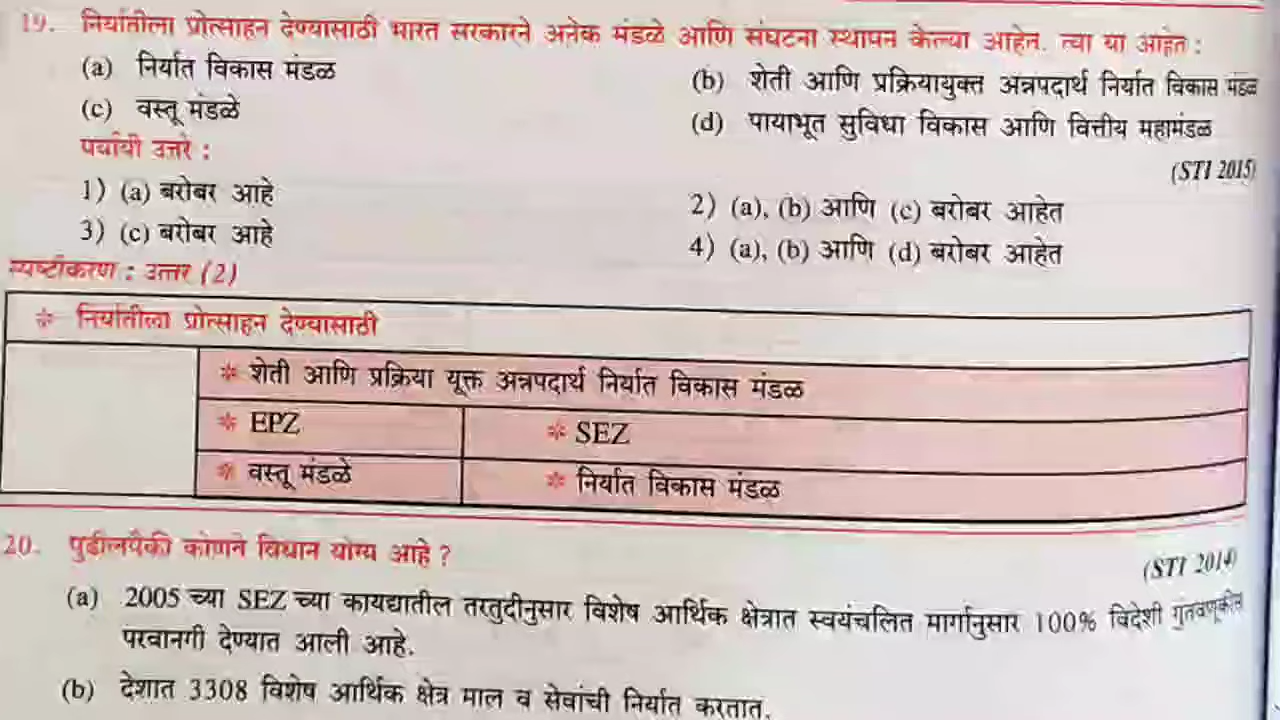 19. निर्यातीला प्रोत्साहन देण्यासाठी भारत सरकारने अनेक मंडळे आणि संघटना स्थापन केल्या आहेत. त्या या आहेत :
(a) निर्यात विकास मंडळ
(b) शेती आणि प्रक्रियायुक्त अन्नपदार्थ निर्यात विकास मंडळ
(c) वस्तू मंडळे
(d) पायाभूत सुविधा विकास आणि वित्तीय महामंडळ
पर्यायी उत्तरे :
(STI 2015)
1) (a) बरोबर आहे
2) (a), (b) आणि (c) बरोबर आहेत
3) (c) बरोबर आहे
4) (a), (b) आणि (d) बरोबर आहेत
स्पष्टीकरण : उत्तर (2)
* निर्यातीला प्रोत्साहन देण्यासाठी
* शेती आणि प्रक्रिया यूक्त अन्नपदार्थ निर्यात विकास मंडळ
* EPZ
* SEZ
* वस्तू मंडळे
* निर्यात विकास मंडळ
20. पुढीलपैकी कोणने विधान योग्य आहे ?
(STI 2014)
(a) 2005 च्या SEZ च्या कायद्यातील तरतुदीनुसार विशेष आर्थिक क्षेत्रात स्वयंचलित मार्गानुसार 100% विदेशी गुंतवणूकीस
परवानगी देण्यात आली आहे.
(b) देशात 3308 विशेष आर्थिक क्षेत्र माल व सेवांची निर्यात करतात.